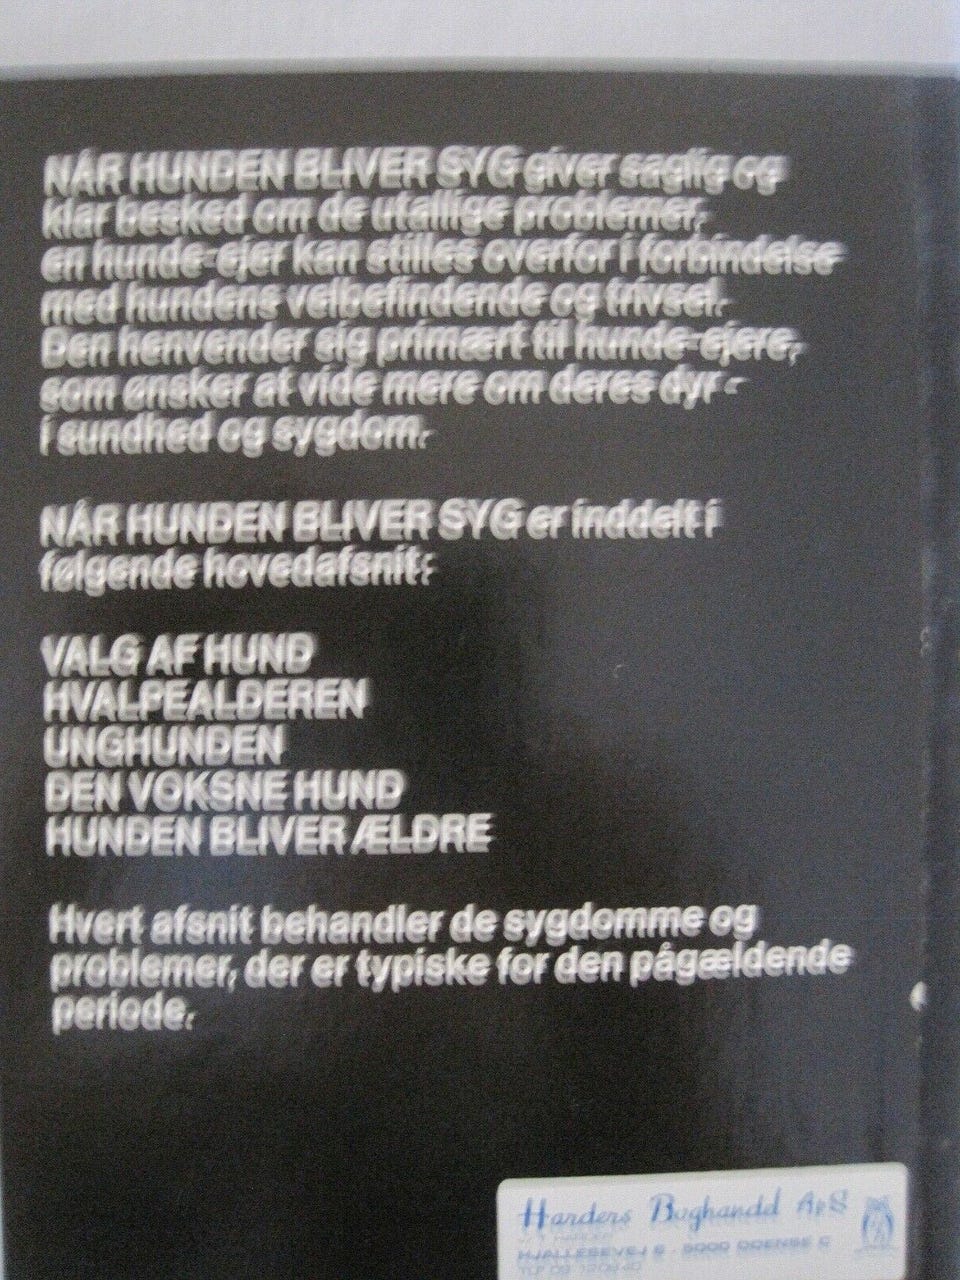 NÅR HUNDEN BLIVER SYG giver saglig og
klar besked om de utallige problemer,
en hunde-ejer kan stilles overfor i forbindelse
med hundens velbefindende og trivsel.
Den henvender sig primært til hunde-ejere,
som ønsker at vide mere om deres dyr -
i sundhed og sygdom.
NÅR HUNDEN BLIVER SYG er inddelt i
følgende hovedafsnit:
VALG AF HUND
HVALPEALDEREN
UNGHUNDEN
DEN VOKSNE HUND
HUNDEN BLIVER ÆLDRE
Hvert afsnit behandler de sygdomme og
problemer, der er typiske for den pågældende
periode.
Harders Boghandel ApS
HARDER
HJALLESEVEJ 6 - 5000 ODENSE C